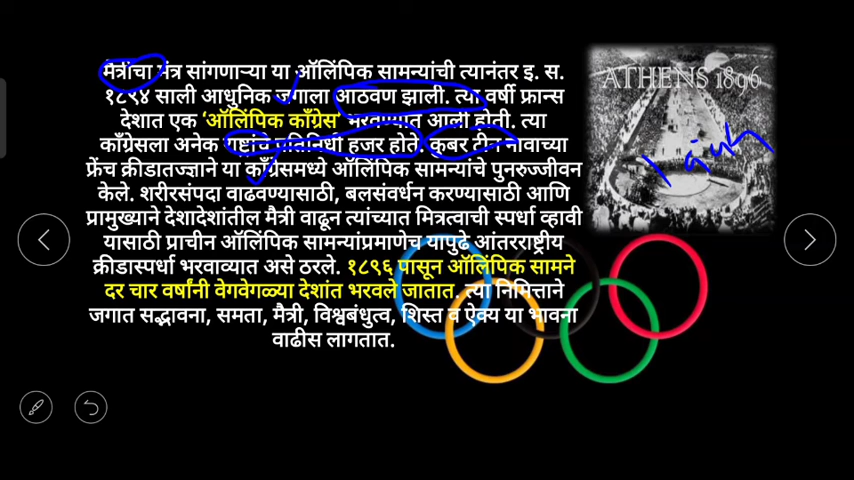 मैत्रीचा मंत्र सांगणाऱ्या या ऑलिंपिक सामन्यांची त्यानंतर इ. स.
१८९४ साली आधुनिक जगाला आठवण झाली. त्या वर्षी फ्रान्स
देशात एक ‘ऑलिंपिक काँग्रेस’ भरवण्यात आली होती. त्या
काँग्रेसला अनेक राष्ट्रांचे प्रतिनिधी हजर होते. कुबर टीन नावाच्या
फ्रेंच क्रीडातज्ज्ञाने या काँग्रेसमध्ये ऑलिंपिक सामन्यांचे पुनरुज्जीवन
केले. शरीरसंपदा वाढवण्यासाठी, बलसंवर्धन करण्यासाठी आणि
प्रामुख्याने देशादेशांतील मैत्री वाढून त्यांच्यात मित्रत्वाची स्पर्धा व्हावी
यासाठी प्राचीन ऑलिंपिक सामन्यांप्रमाणेच यापुढे आंतरराष्ट्रीय
क्रीडास्पर्धा भरवाव्यात असे ठरले. १८९६ पासून ऑलिंपिक सामने
दर चार वर्षांनी वेगवेगळ्या देशांत भरवले जातात. त्या निमित्ताने
जगात सद्भावना, समता, मैत्री, विश्वबंधुत्व, शिस्त व ऐक्य या भावना
वाढीस लागतात.
ATHENS 1896